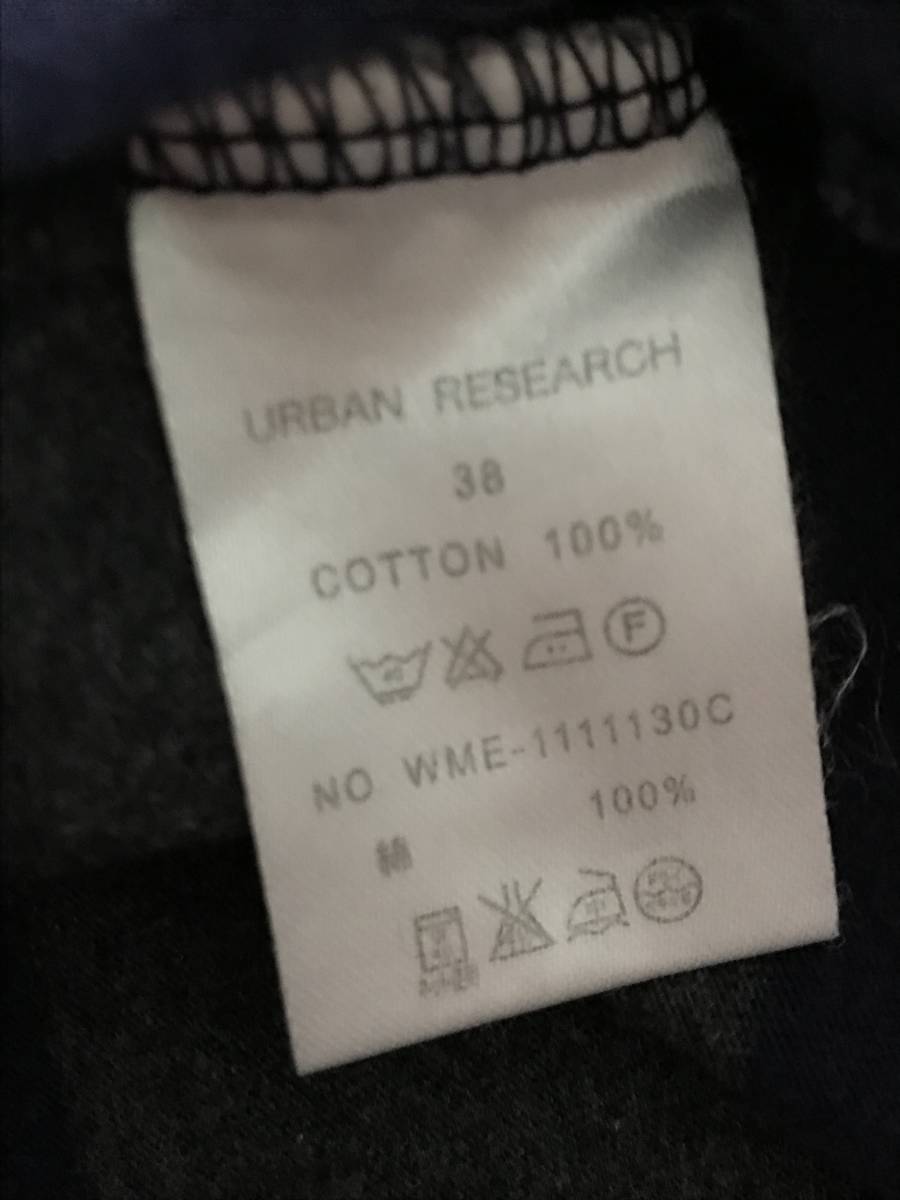 URBAN RESEARCH
38
COTTON 100%
F
NO WME-1111130C
綿 100%